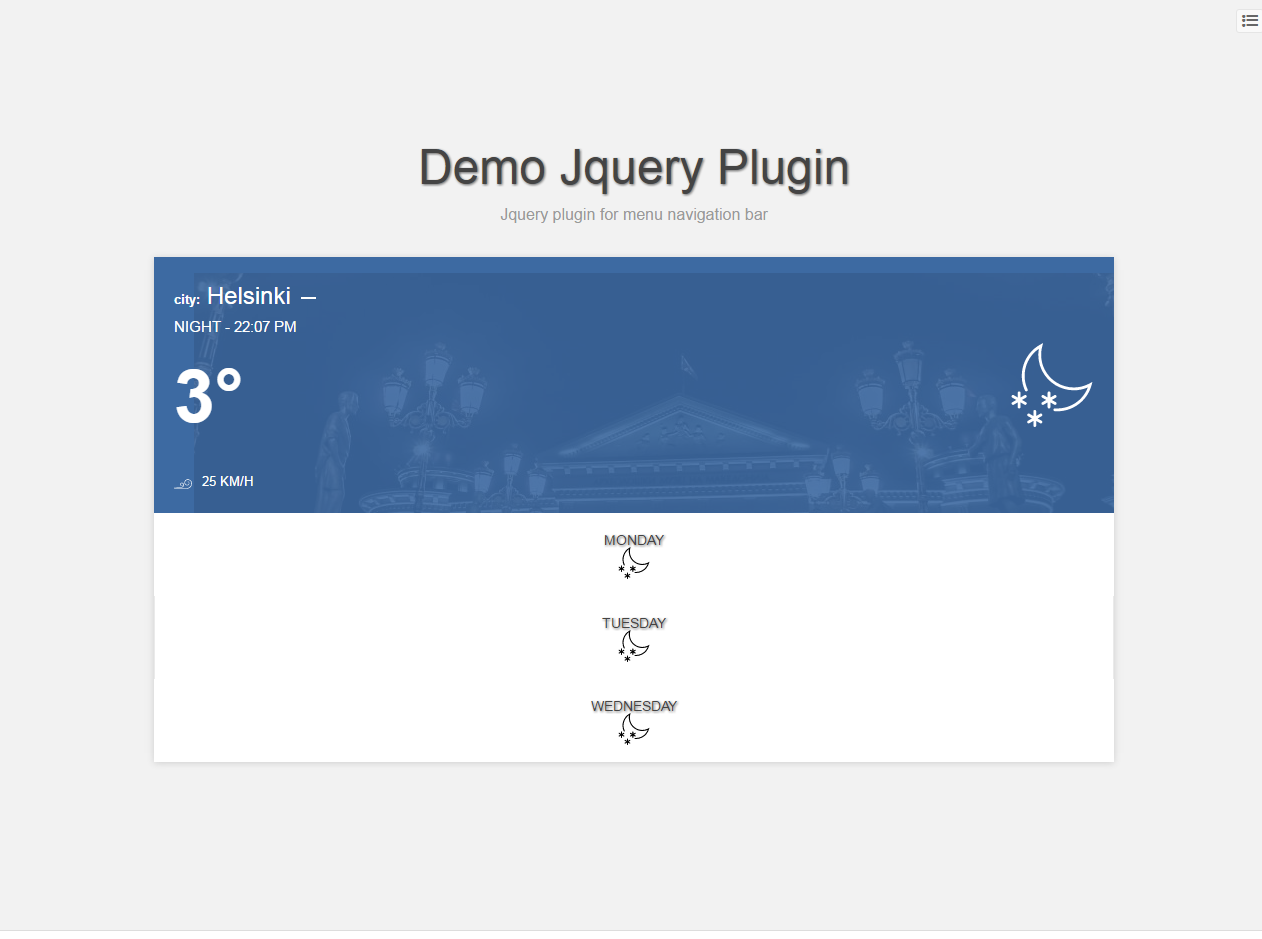 Demo Jquery Plugin
Jquery plugin for menu navigation bar
city: Helsinki —
NIGHT - 22:07 PM
3°
25 KM/H
MONDAY
TUESDAY
WEDNESDAY